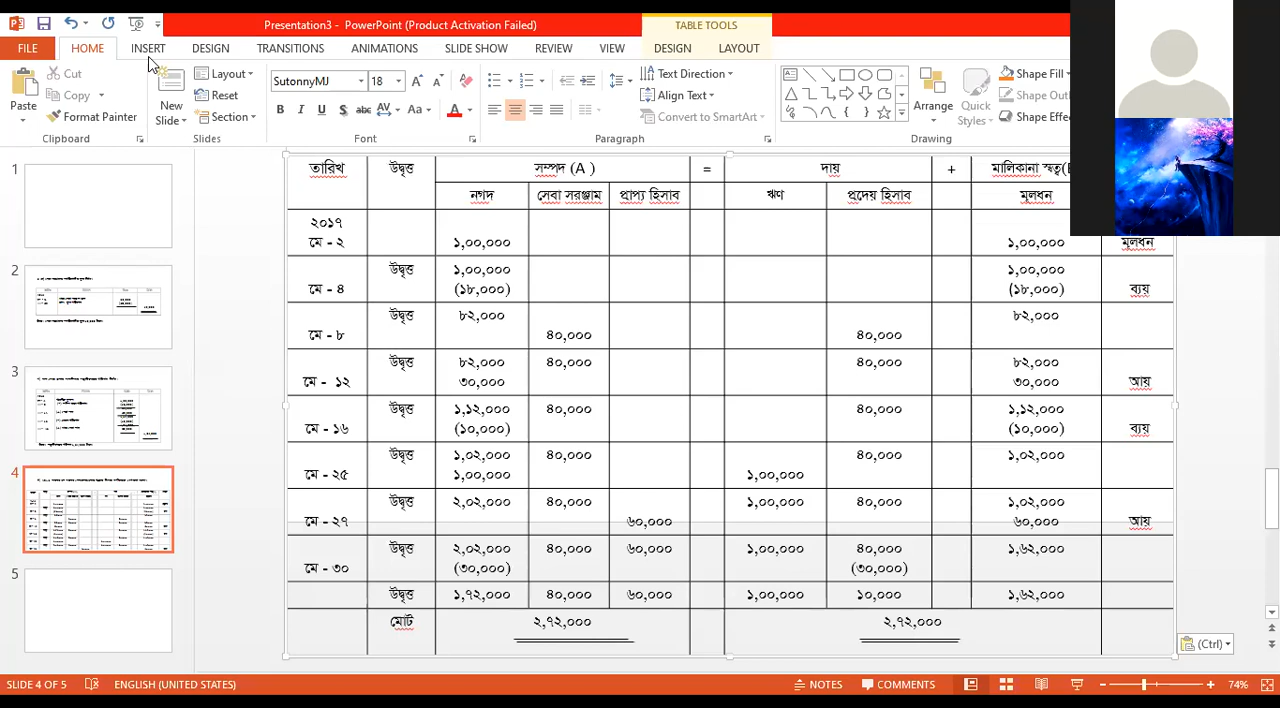 Presentation3 - PowerPoint (Product Activation Failed)
TABLE TOOLS
FILE HOME INSERT DESIGN TRANSITIONS ANIMATIONS SLIDE SHOW REVIEW VIEW DESIGN LAYOUT
Paste
Cut
Copy
Format Painter
Clipboard
New Slide
Layout
Reset
Section
Slides
SutonnyMJ 18
B I U S abc AV Aa A
Font
Paragraph
Text Direction
Align Text
Convert to SmartArt
Arrange
Quick Styles
Shape Fill
Shape Outl
Shape Effe
Drawing
তারিখ উদ্বৃত্ত সম্পদ (A ) = দায় + মালিকানা স্বত্ব(E
নগদ সেবা সরঞ্জাম প্রাপ্য হিসাব ঋণ প্রদেয় হিসাব মূলধন
২০১৭
মে - ২ ১,০০,০০০ ১,০০,০০০ মূলধন
উদ্বৃত্ত ১,০০,০০০ ১,০০,০০০
মে - ৪ (১৮,০০০) (১৮,০০০) ব্যয়
উদ্বৃত্ত ৮২,০০০ ৮২,০০০
মে - ৮ ৪০,০০০ ৪০,০০০
উদ্বৃত্ত ৮২,০০০ ৪০,০০০ ৪০,০০০ ৮২,০০০
মে - ১২ ৩০,০০০ ৩০,০০০ আয়
উদ্বৃত্ত ১,১২,০০০ ৪০,০০০ ৪০,০০০ ১,১২,০০০
মে - ১৬ (১০,০০০) (১০,০০০) ব্যয়
উদ্বৃত্ত ১,০২,০০০ ৪০,০০০ ৪০,০০০ ১,০২,০০০
মে - ২৫ ১,০০,০০০ ১,০০,০০০
উদ্বৃত্ত ২,০২,০০০ ৪০,০০০ ১,০০,০০০ ৪০,০০০ ১,০২,০০০
মে - ২৭ ৬০,০০০ ৬০,০০০ আয়
উদ্বৃত্ত ২,০২,০০০ ৪০,০০০ ৬০,০০০ ১,০০,০০০ ৪০,০০০ ১,৬২,০০০
মে - ৩০ (৩০,০০০) (৩০,০০০)
উদ্বৃত্ত ১,৭২,০০০ ৪০,০০০ ৬০,০০০ ১,০০,০০০ ১০,০০০ ১,৬২,০০০
মোট ২,৭২,০০০ ২,৭২,০০০
(Ctrl)
1
2
3
4
5
SLIDE 4 OF 5 ENGLISH (UNITED STATES) NOTES COMMENTS 74%